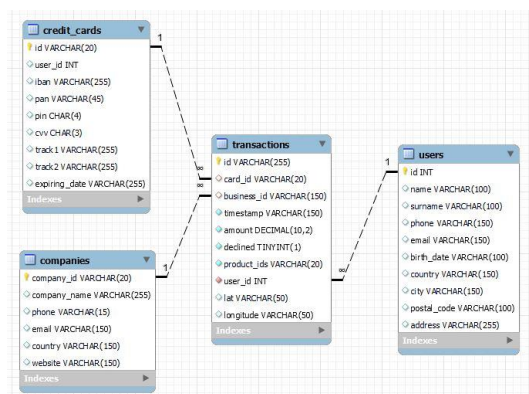 credit_cards
id VARCHAR(20)
user_id INT
iban VARCHAR(255)
pan VARCHAR(45)
pin CHAR(4)
cvv CHAR(3)
track1 VARCHAR(255)
track2 VARCHAR(255)
expiring_date VARCHAR(255)
Indexes
1
∞
∞
1
companies
company_id VARCHAR(20)
company_name VARCHAR(255)
phone VARCHAR(15)
email VARCHAR(150)
country VARCHAR(150)
website VARCHAR(150)
Indexes
transactions
id VARCHAR(255)
card_id VARCHAR(20)
business_id VARCHAR(150)
timestamp VARCHAR(150)
amount DECIMAL(10,2)
declined TINYINT(1)
product_ids VARCHAR(20)
user_id INT
lat VARCHAR(50)
longitude VARCHAR(50)
Indexes
1
∞
users
id INT
name VARCHAR(100)
surname VARCHAR(100)
phone VARCHAR(150)
email VARCHAR(150)
birth_date VARCHAR(100)
country VARCHAR(150)
city VARCHAR(150)
postal_code VARCHAR(100)
address VARCHAR(255)
Indexes